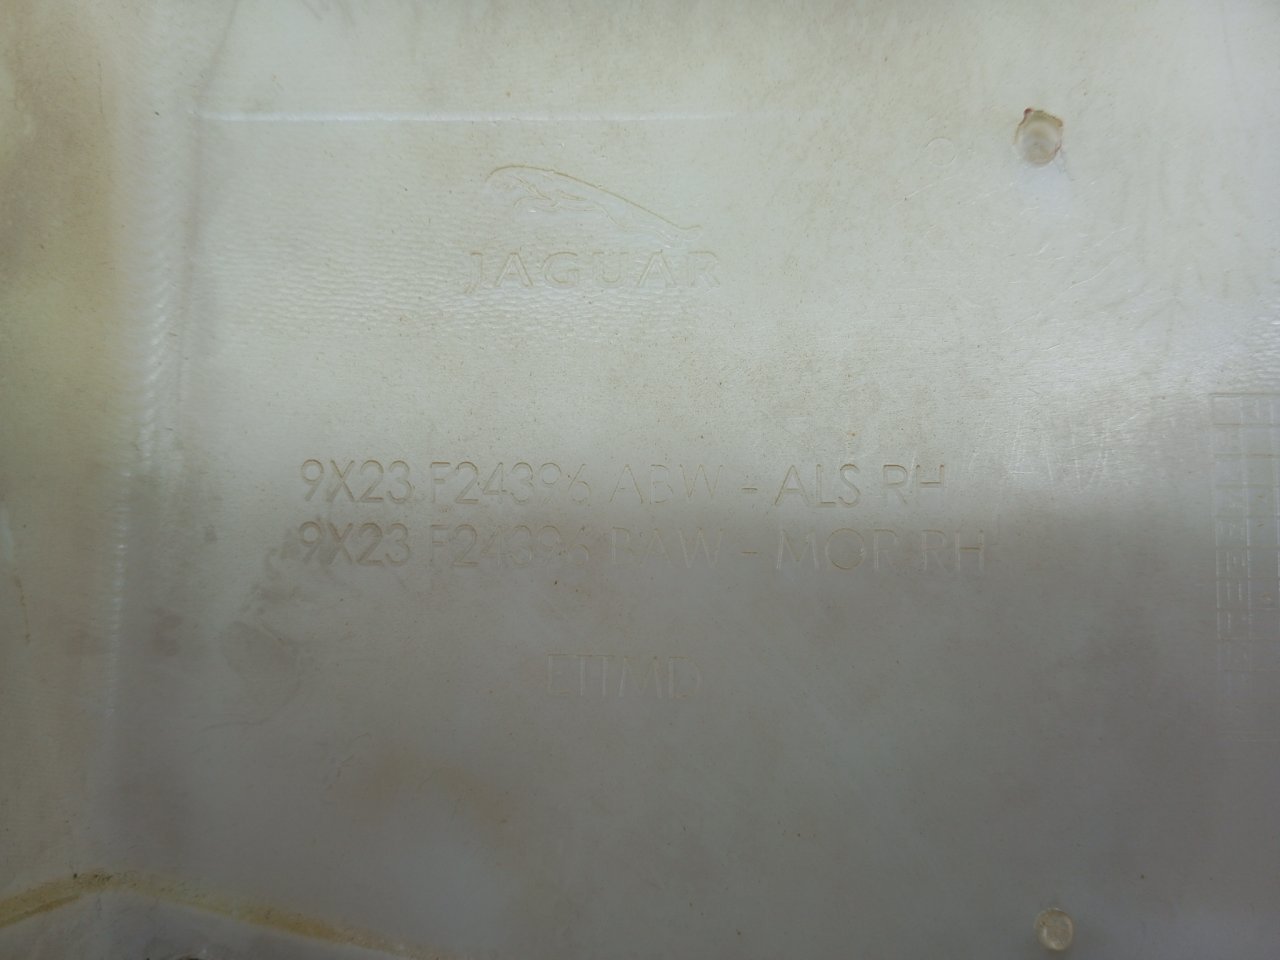 JAGUAR
9X23 F24396 ABW - ALS RH
9X23 F24396 BAW - MOR RH
ETTMD